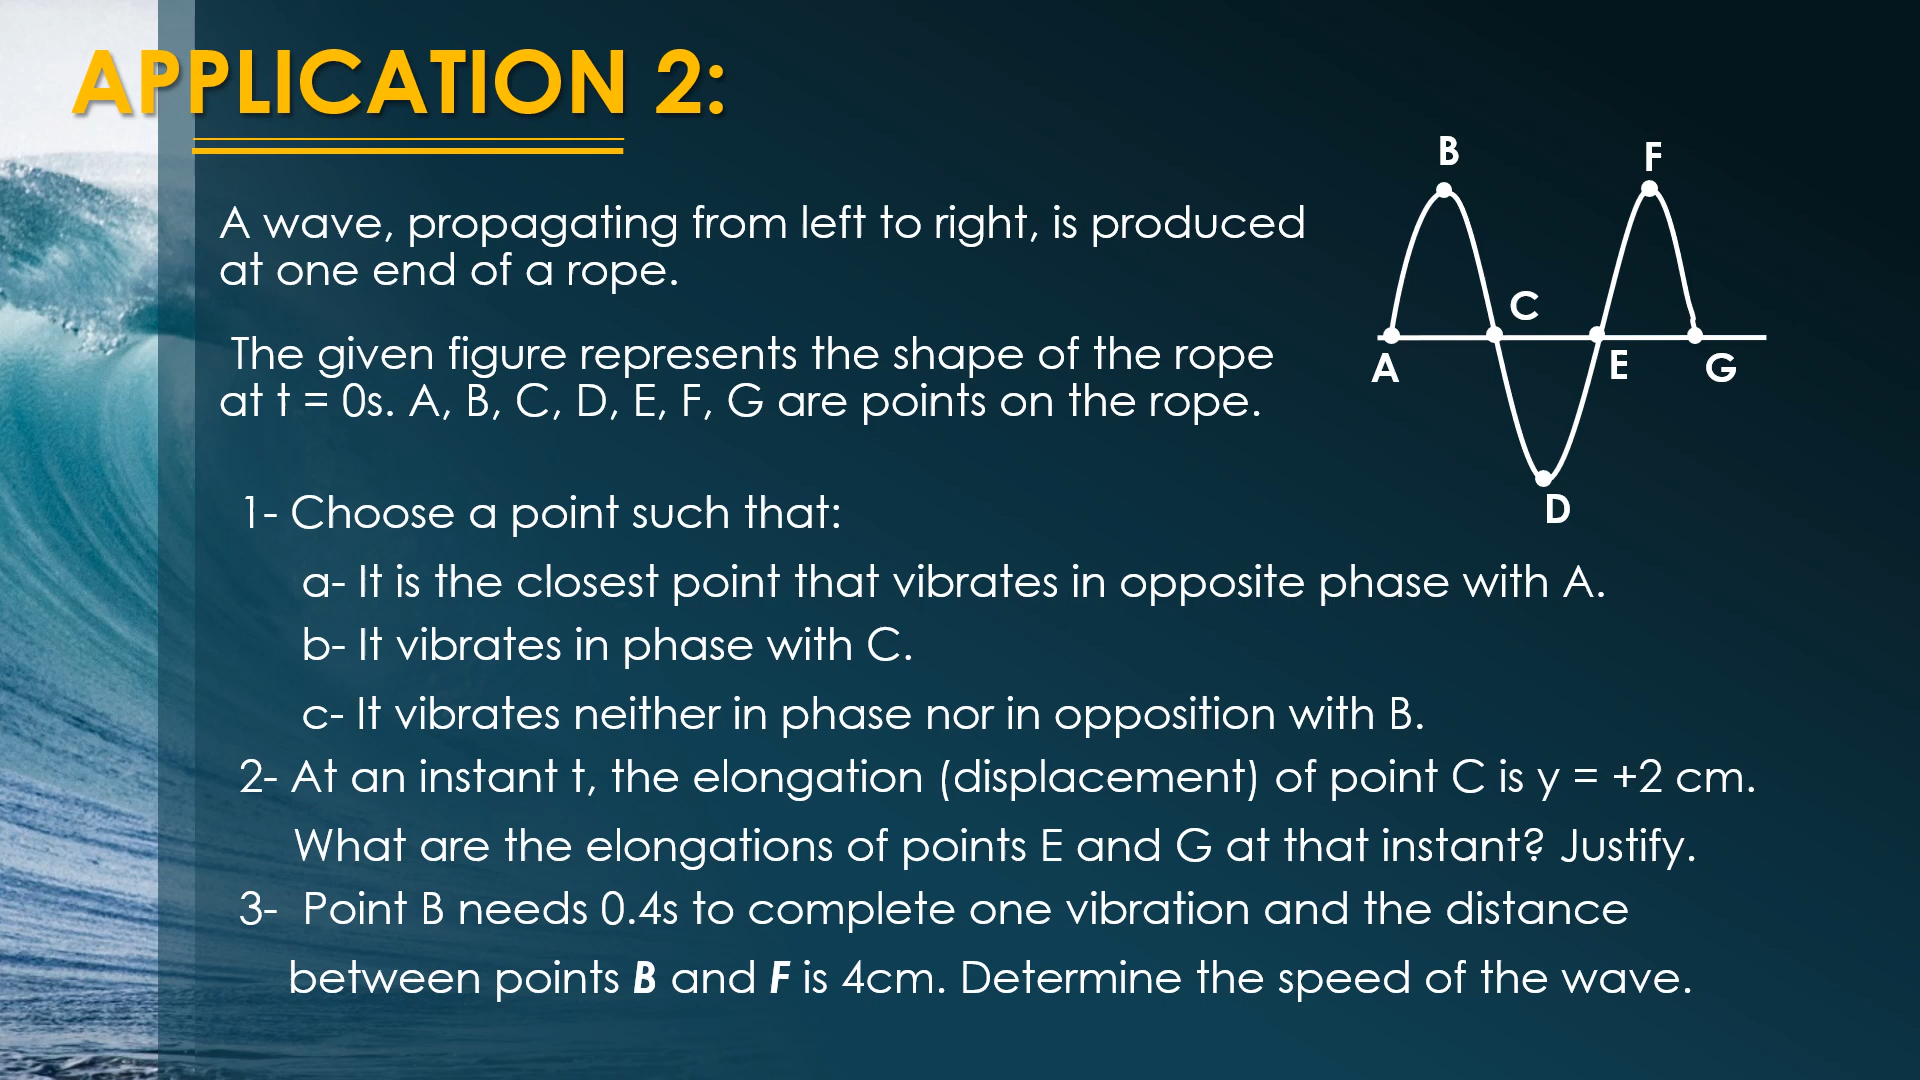 APPLICATION 2:
A wave, propagating from left to right, is produced
at one end of a rope.
The given figure represents the shape of the rope
at t = 0s. A, B, C, D, E, F, G are points on the rope.
B
F
C
A
E
G
D
1- Choose a point such that:
a- It is the closest point that vibrates in opposite phase with A.
b- It vibrates in phase with C.
c- It vibrates neither in phase nor in opposition with B.
2- At an instant t, the elongation (displacement) of point C is y = +2 cm.
What are the elongations of points E and G at that instant? Justify.
3- Point B needs 0.4s to complete one vibration and the distance
between points B and F is 4cm. Determine the speed of the wave.